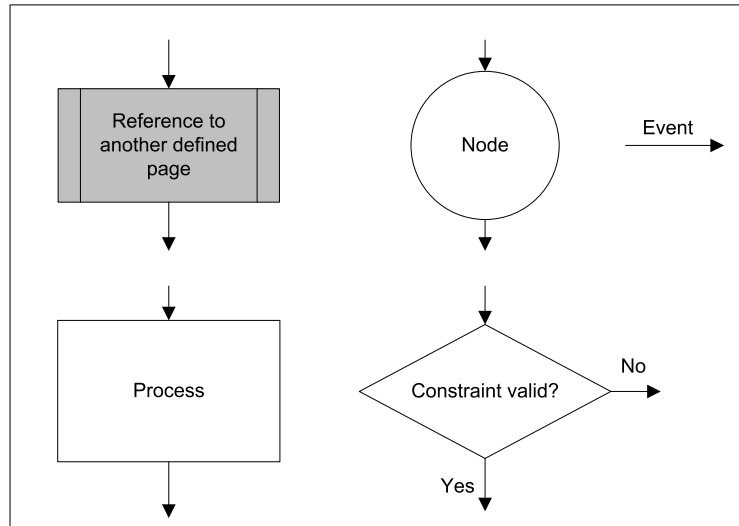 Reference to
another defined
page
Node
Event
Process
Constraint valid?
No
Yes